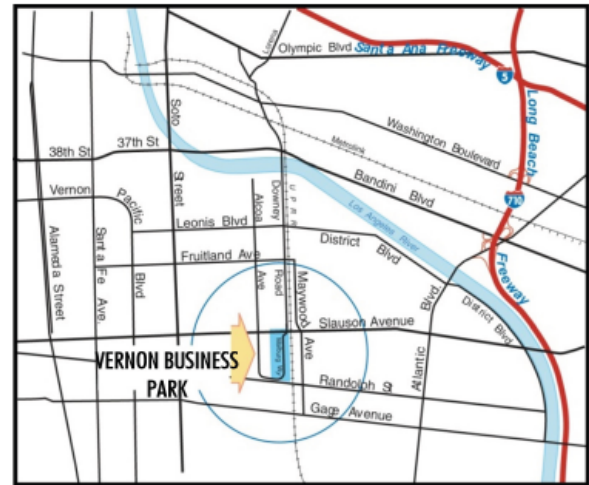 Lorena
Olympic Blvd
Santa Ana Freeway
5
Long Beach
Freeway
710
Washington Boulevard
Metrolink
Soto
Street
37th St
38th St
Bandini Blvd
Vernon
Pacific
Blvd.
Alcoa
Ave
Downey
Road
U P R R
Los Angeles River
Leonis Blvd
District
Blvd
Fruitland Ave
Alameda Street
Santa Fe Ave.
Maywood
Ave
Atlantic
Blvd.
District Blvd.
Slauson Avenue
VERNON BUSINESS
PARK
Randolph St
Gage Avenue